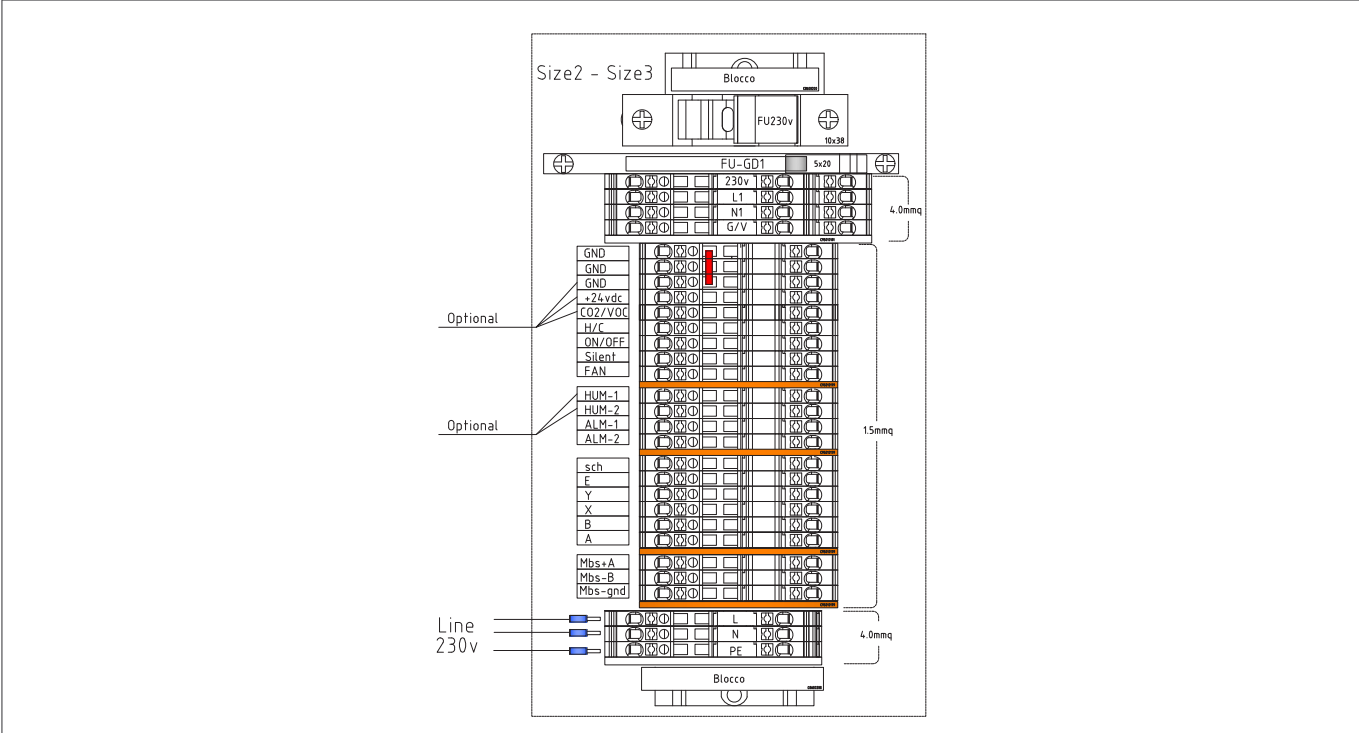 Size2 - Size3
Blocco
FU230v
10x38
FU-GD1
5x20
230v
L1
N1
G/V
4.0mmq
GND
GND
GND
+24vdc
CO2/VOC
H/C
ON/OFF
Silent
FAN
Optional
HUM-1
HUM-2
ALM-1
ALM-2
Optional
1.5mmq
sch
E
Y
X
B
A
Mbs+A
Mbs-B
Mbs-gnd
Line
230v
L
N
PE
4.0mmq
Blocco